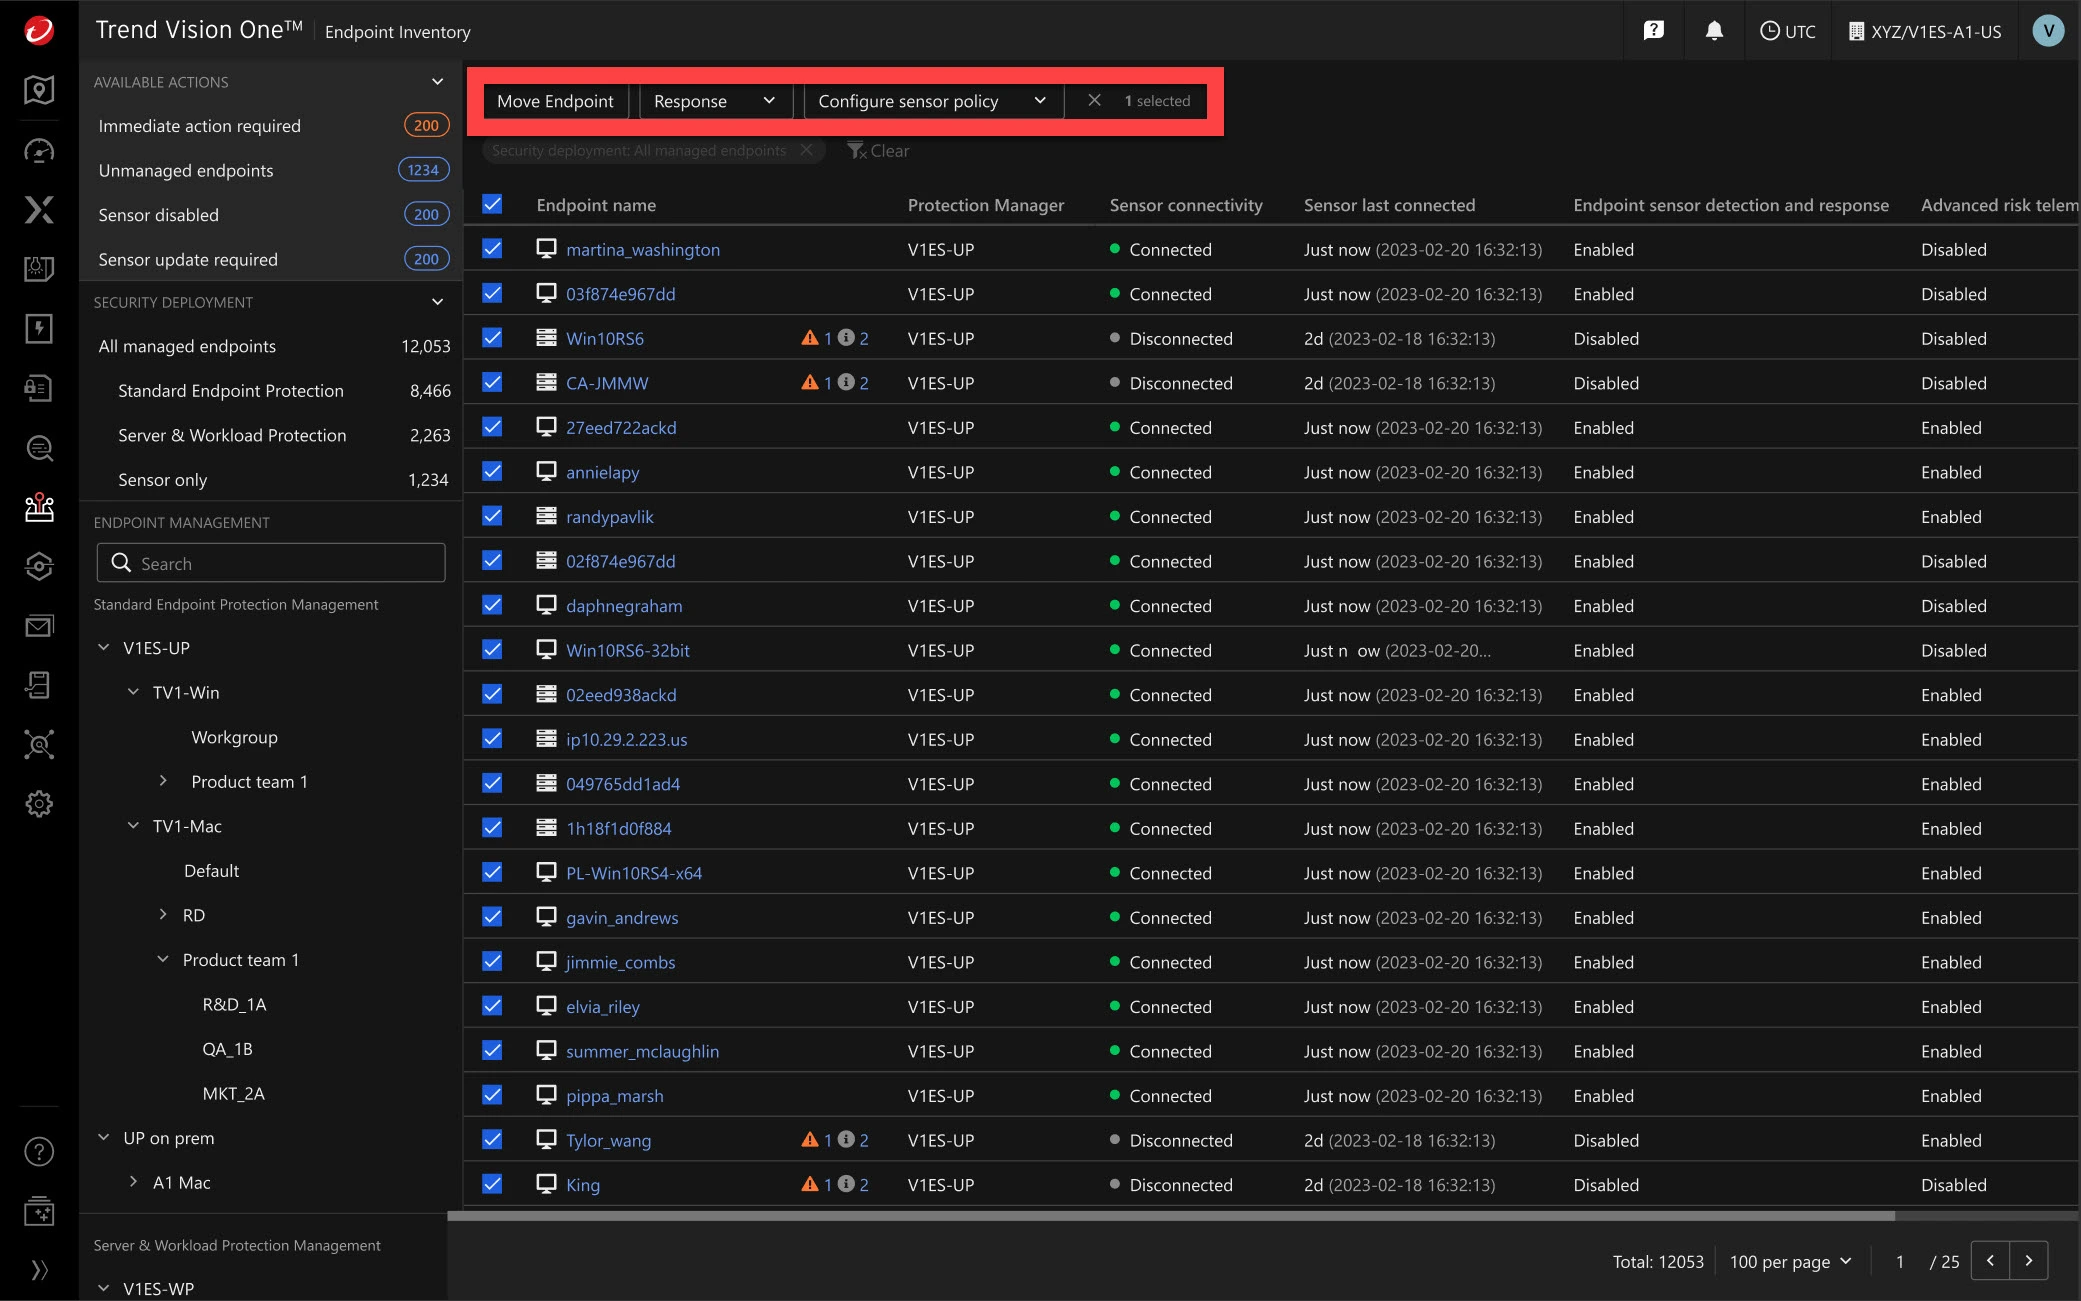 Trend Vision One™ Endpoint Inventory
? UTC XYZ/V1ES-A1-US V
AVAILABLE ACTIONS
Immediate action required 200
Unmanaged endpoints 1234
Sensor disabled 200
Sensor update required 200
SECURITY DEPLOYMENT
All managed endpoints 12,053
Standard Endpoint Protection 8,466
Server & Workload Protection 2,263
Sensor only 1,234
ENDPOINT MANAGEMENT
Search
Standard Endpoint Protection Management
V1ES-UP
TV1-Win
Workgroup
Product team 1
TV1-Mac
Default
RD
Product team 1
R&D_1A
QA_1B
MKT_2A
UP on prem
A1 Mac
Server & Workload Protection Management
V1ES-WP
Move Endpoint Response Configure sensor policy 1 selected
Security deployment: All managed endpoints Clear
Endpoint name Protection Manager Sensor connectivity Sensor last connected Endpoint sensor detection and response Advanced risk telem
martina_washington V1ES-UP Connected Just now (2023-02-20 16:32:13) Enabled Disabled
03f874e967dd V1ES-UP Connected Just now (2023-02-20 16:32:13) Enabled Disabled
Win10RS6 1 2 V1ES-UP Disconnected 2d (2023-02-18 16:32:13) Disabled Disabled
CA-JMMW 1 2 V1ES-UP Disconnected 2d (2023-02-18 16:32:13) Disabled Disabled
27eed722ackd V1ES-UP Connected Just now (2023-02-20 16:32:13) Enabled Enabled
annielapy V1ES-UP Connected Just now (2023-02-20 16:32:13) Enabled Enabled
randypavlik V1ES-UP Connected Just now (2023-02-20 16:32:13) Enabled Enabled
02f874e967dd V1ES-UP Connected Just now (2023-02-20 16:32:13) Enabled Disabled
daphnegraham V1ES-UP Connected Just now (2023-02-20 16:32:13) Enabled Disabled
Win10RS6-32bit V1ES-UP Connected Just n ow (2023-02-20... Enabled Disabled
02eed938ackd V1ES-UP Connected Just now (2023-02-20 16:32:13) Enabled Enabled
ip10.29.2.223.us V1ES-UP Connected Just now (2023-02-20 16:32:13) Enabled Enabled
049765dd1ad4 V1ES-UP Connected Just now (2023-02-20 16:32:13) Enabled Enabled
1h18f1d0f884 V1ES-UP Connected Just now (2023-02-20 16:32:13) Enabled Enabled
PL-Win10RS4-x64 V1ES-UP Connected Just now (2023-02-20 16:32:13) Enabled Enabled
gavin_andrews V1ES-UP Connected Just now (2023-02-20 16:32:13) Enabled Enabled
jimmie_combs V1ES-UP Connected Just now (2023-02-20 16:32:13) Enabled Enabled
elvia_riley V1ES-UP Connected Just now (2023-02-20 16:32:13) Enabled Enabled
summer_mclaughlin V1ES-UP Connected Just now (2023-02-20 16:32:13) Enabled Enabled
pippa_marsh V1ES-UP Connected Just now (2023-02-20 16:32:13) Enabled Enabled
Tylor_wang 1 2 V1ES-UP Disconnected 2d (2023-02-18 16:32:13) Disabled Enabled
King 1 2 V1ES-UP Disconnected 2d (2023-02-18 16:32:13) Disabled Disabled
Total: 12053 100 per page 1 / 25